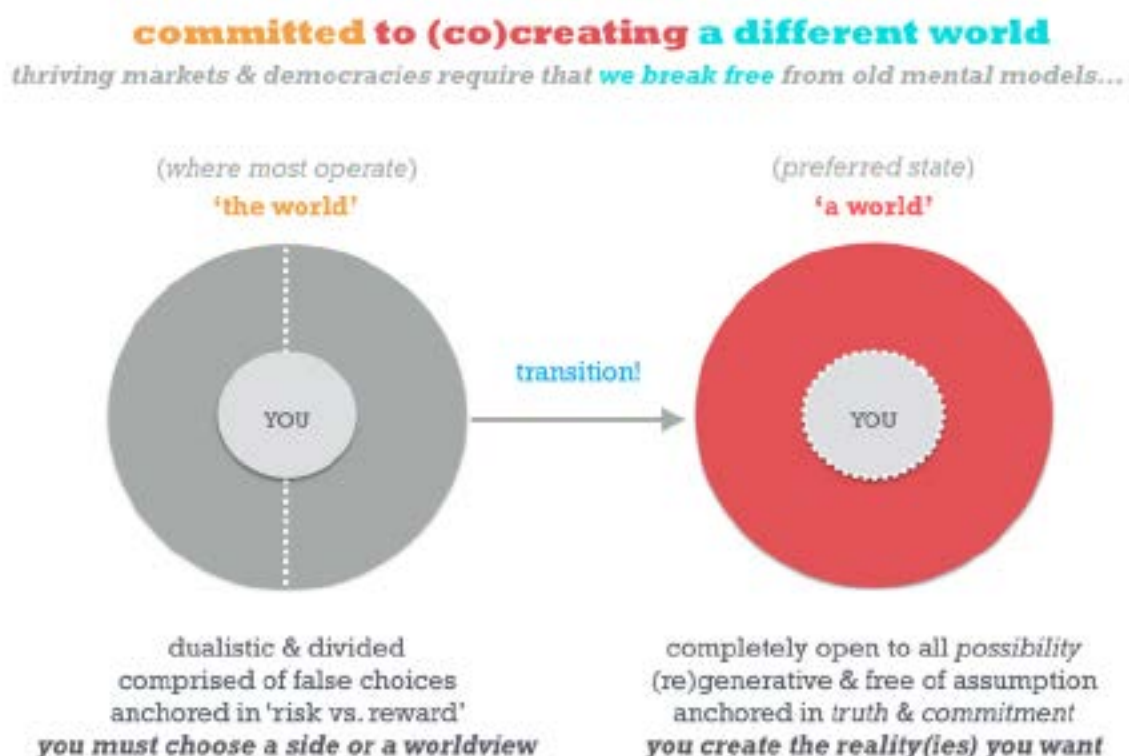 committed to (co)creating a different world
thriving markets & democracies require that we break free from old mental models...
(where most operate)
'the world'
YOU
dualistic & divided
comprised of false choices
anchored in 'risk vs. reward'
you must choose a side or a worldview
transition!
(preferred state)
'a world'
YOU
completely open to all possibility
(re)generative & free of assumption
anchored in truth & commitment
you create the reality(ies) you want